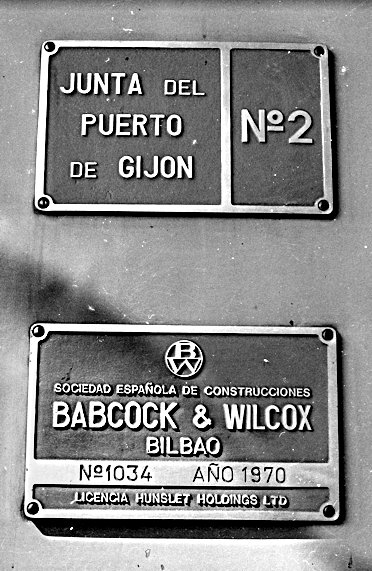 JUNTA DEL
PUERTO
DE GIJON
Nº2
BW
SOCIEDAD ESPAÑOLA DE CONSTRUCCIONES
BABCOCK & WILCOX
BILBAO
Nº1034 AÑO 1970
LICENCIA HUNSLET HOLDINGS LTD